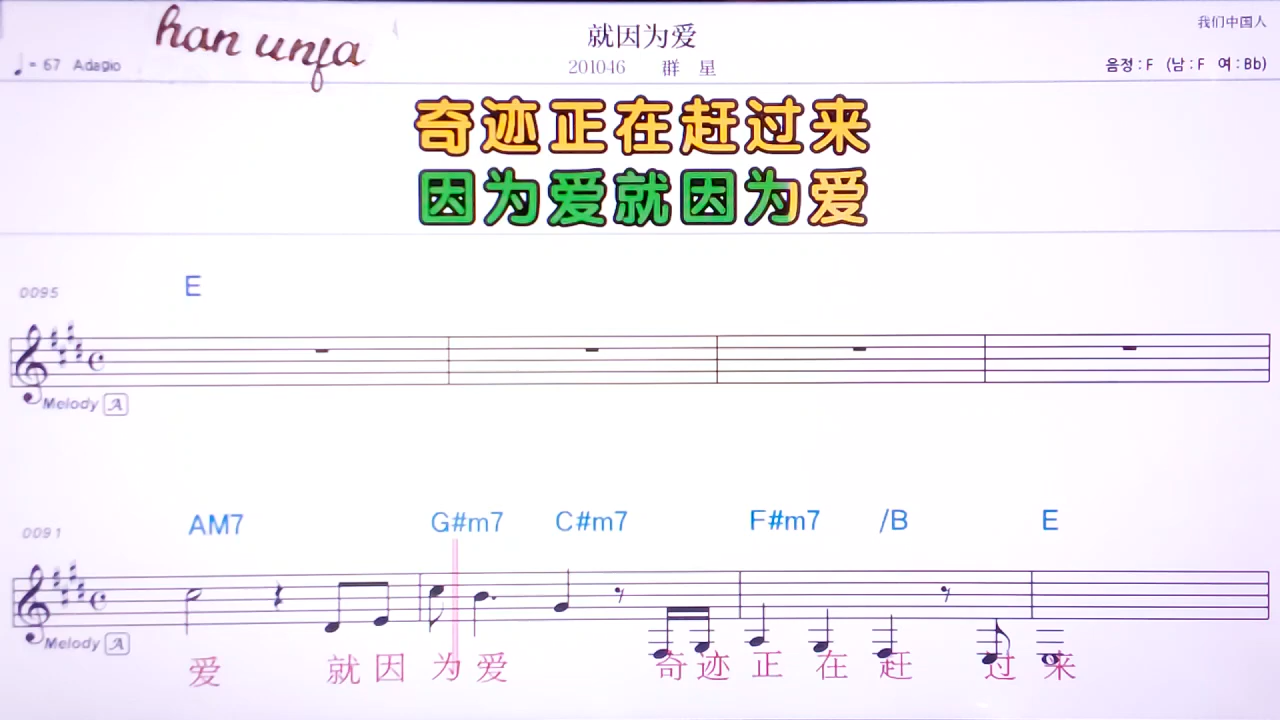 han unfa
就因为爱
我们中国人
♩= 67 Adagio
201046 群 星
음정 : F (남 : F 여 : Bb)
奇迹正在赶过来
因为爱就因为爱
0095 E
Melody A
0091 AM7 G#m7 C#m7 F#m7 /B E
Melody A
爱 就 因 为 爱 奇 迹 正 在 赶 过 来